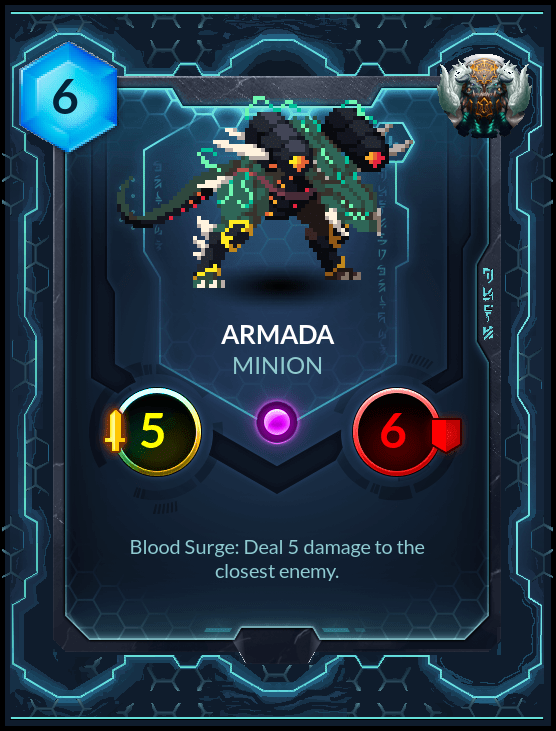 6
ARMADA
MINION
5
6
Blood Surge: Deal 5 damage to the
closest enemy.